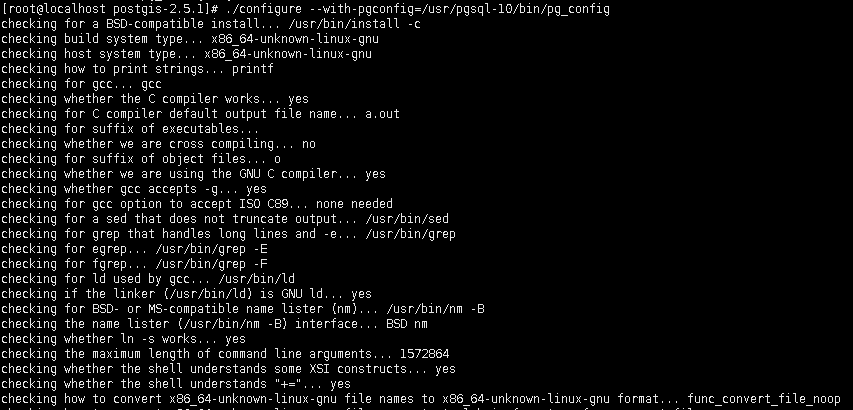 [root@localhost postgis-2.5.1]# ./configure --with-pgconfig=/usr/pgsql-10/bin/pg_config
checking for a BSD-compatible install... /usr/bin/install -c
checking build system type... x86_64-unknown-linux-gnu
checking host system type... x86_64-unknown-linux-gnu
checking how to print strings... printf
checking for gcc... gcc
checking whether the C compiler works... yes
checking for C compiler default output file name... a.out
checking for suffix of executables...
checking whether we are cross compiling... no
checking for suffix of object files... o
checking whether we are using the GNU C compiler... yes
checking whether gcc accepts -g... yes
checking for gcc option to accept ISO C89... none needed
checking for a sed that does not truncate output... /usr/bin/sed
checking for grep that handles long lines and -e... /usr/bin/grep
checking for egrep... /usr/bin/grep -E
checking for fgrep... /usr/bin/grep -F
checking for ld used by gcc... /usr/bin/ld
checking if the linker (/usr/bin/ld) is GNU ld... yes
checking for BSD- or MS-compatible name lister (nm)... /usr/bin/nm -B
checking the name lister (/usr/bin/nm -B) interface... BSD nm
checking whether ln -s works... yes
checking the maximum length of command line arguments... 1572864
checking whether the shell understands some XSI constructs... yes
checking whether the shell understands "+="... yes
checking how to convert x86_64-unknown-linux-gnu file names to x86_64-unknown-linux-gnu format... func_convert_file_noop